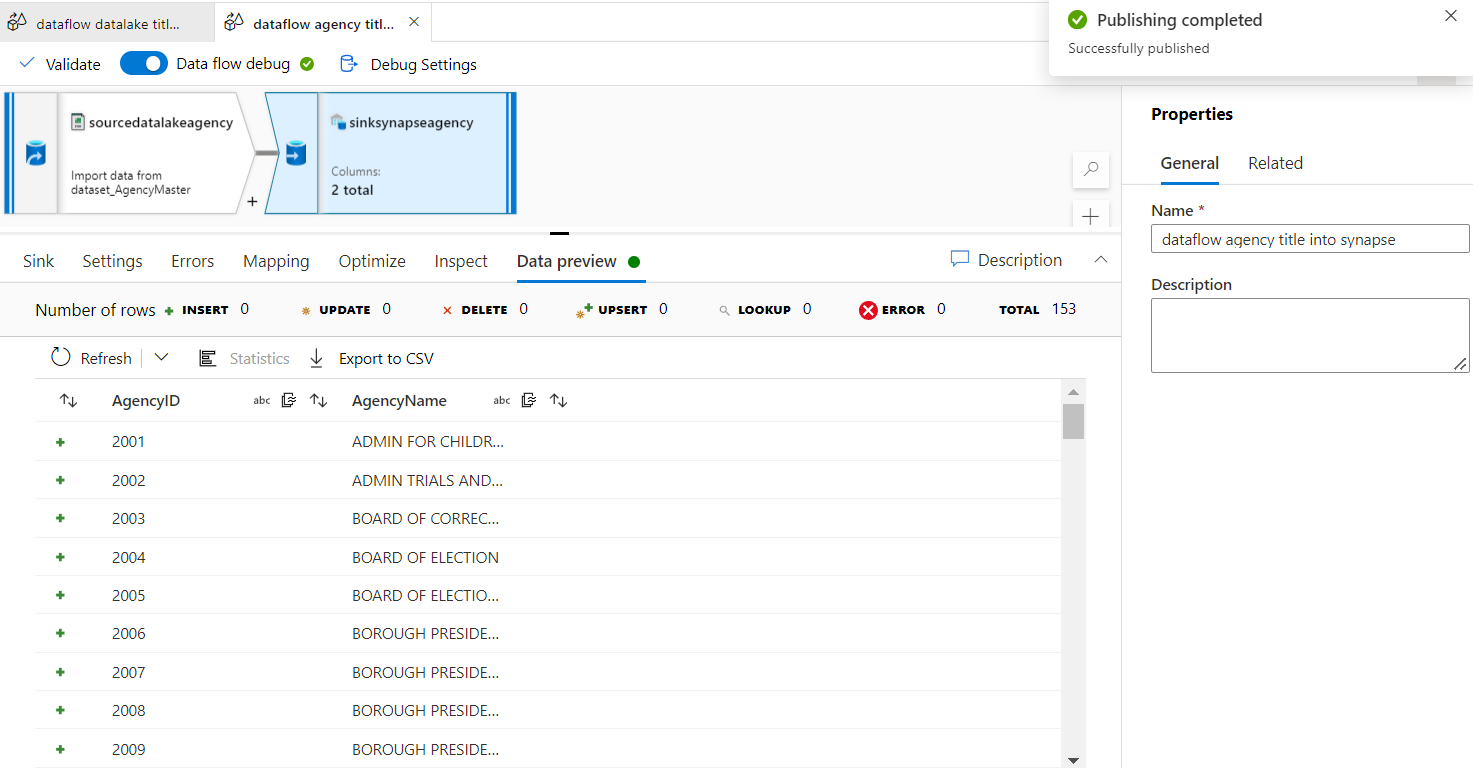 dataflow datalake titl...
dataflow agency titl...
Publishing completed
Successfully published
Validate
Data flow debug
Debug Settings
sourcedatalakeagency
Import data from
dataset_AgencyMaster
+
sinksynapseagency
Columns:
2 total
Properties
General
Related
Name *
dataflow agency title into synapse
Description
Sink
Settings
Errors
Mapping
Optimize
Inspect
Data preview
Description
Number of rows
INSERT 0
UPDATE 0
DELETE 0
UPSERT 0
LOOKUP 0
ERROR 0
TOTAL 153
Refresh
Statistics
Export to CSV
AgencyID abc
AgencyName abc
2001 ADMIN FOR CHILDR...
2002 ADMIN TRIALS AND...
2003 BOARD OF CORREC...
2004 BOARD OF ELECTION
2005 BOARD OF ELECTIO...
2006 BOROUGH PRESIDE...
2007 BOROUGH PRESIDE...
2008 BOROUGH PRESIDE...
2009 BOROUGH PRESIDE...